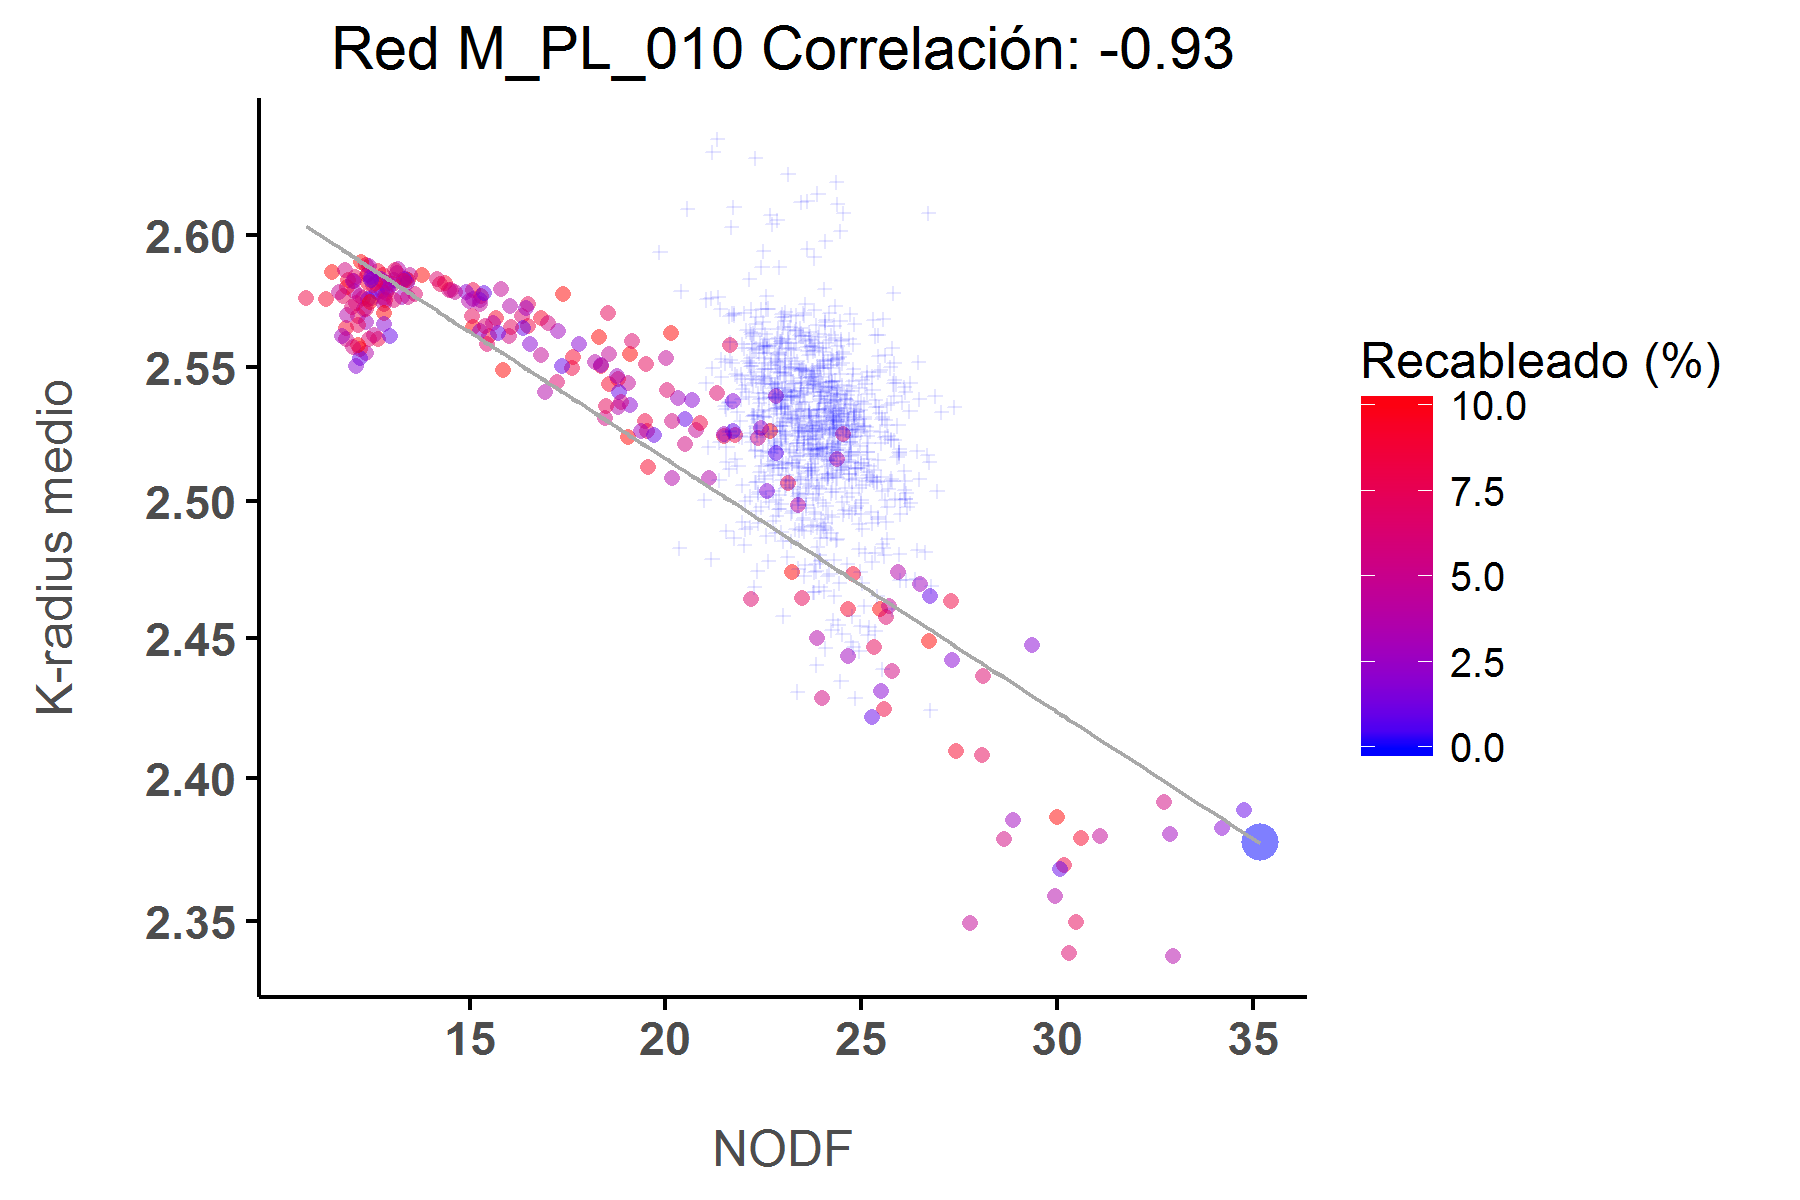 Red M_PL_010 Correlación: -0.93
K-radius medio
2.60
2.55
2.50
2.45
2.40
2.35
15 20 25 30 35
NODF
Recableado (%)
10.0
7.5
5.0
2.5
0.0